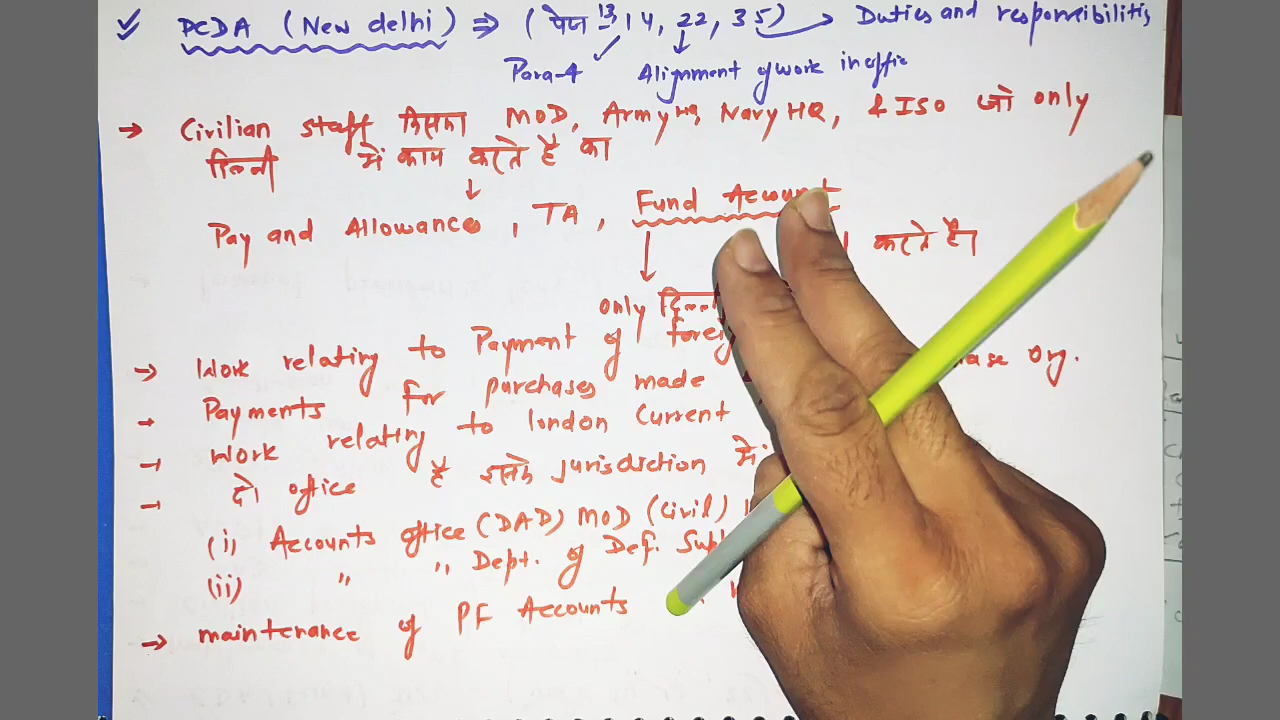 ✓ PCDA (New delhi) ⇒ (पेज 13, 14, 22, 35) → Duties and responsibilitis
Para-4 Alignment of work in offic
→ Civilian staff किसका MOD, Army HQ, Navy HQ, & ISO जो only
दिल्ली में काम करते है का
↓
Pay and Allowance, TA, Fund Account करते है।
↓
only
→ Work relating to Payment of org.
→ Payments for purchases made
→ Work relating to london Current
→ दो office है इसके jurisdiction में
(i) Accounts office (DAD) MOD (Civil)
(ii) " " Dept. of Def.
→ maintenance of PF Accounts